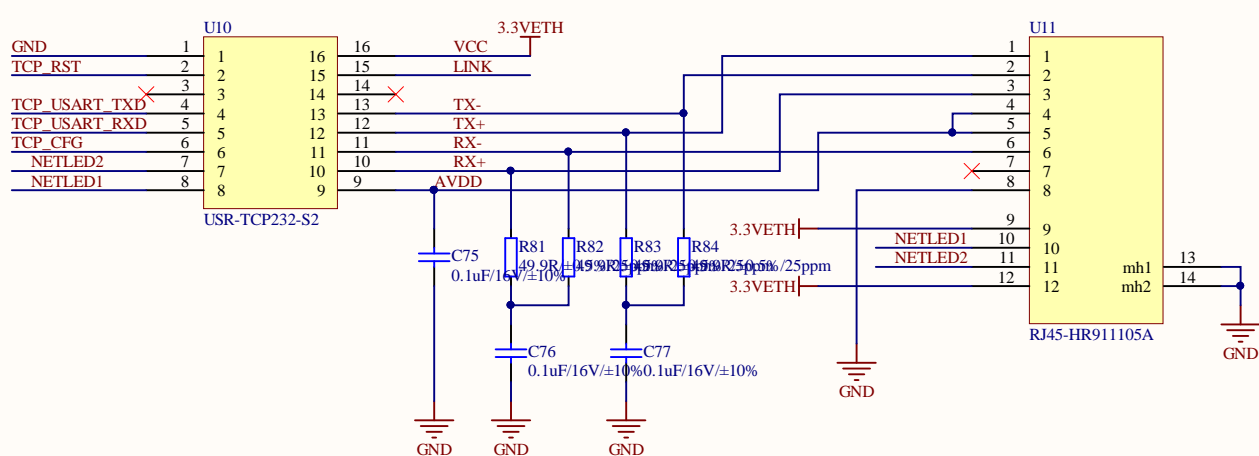 U10
3.3VETH
U11
GND
1
1
16
16
VCC
1
1
TCP_RST
2
2
15
15
LINK
2
2
3
3
14
14
3
3
TCP_USART_TXD
4
4
13
13
TX-
4
4
TCP_USART_RXD
5
5
12
12
TX+
5
5
TCP_CFG
6
6
11
11
RX-
6
6
NETLED2
7
7
10
10
RX+
7
7
NETLED1
8
8
9
9
AVDD
8
8
USR-TCP232-S2
3.3VETH
9
9
NETLED1
10
10
NETLED2
11
11
3.3VETH
12
12
mh1
13
mh2
14
RJ45-HR911105A
C75
0.1uF/16V/±10%
R81
R82
R83
R84
C76
0.1uF/16V/±10%
C77
0.1uF/16V/±10%
GND
GND
GND
GND
GND